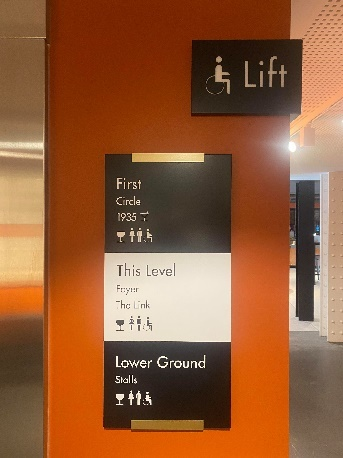 Lift
First
Circle
1935
This Level
Foyer
The Link
Lower Ground
Stalls